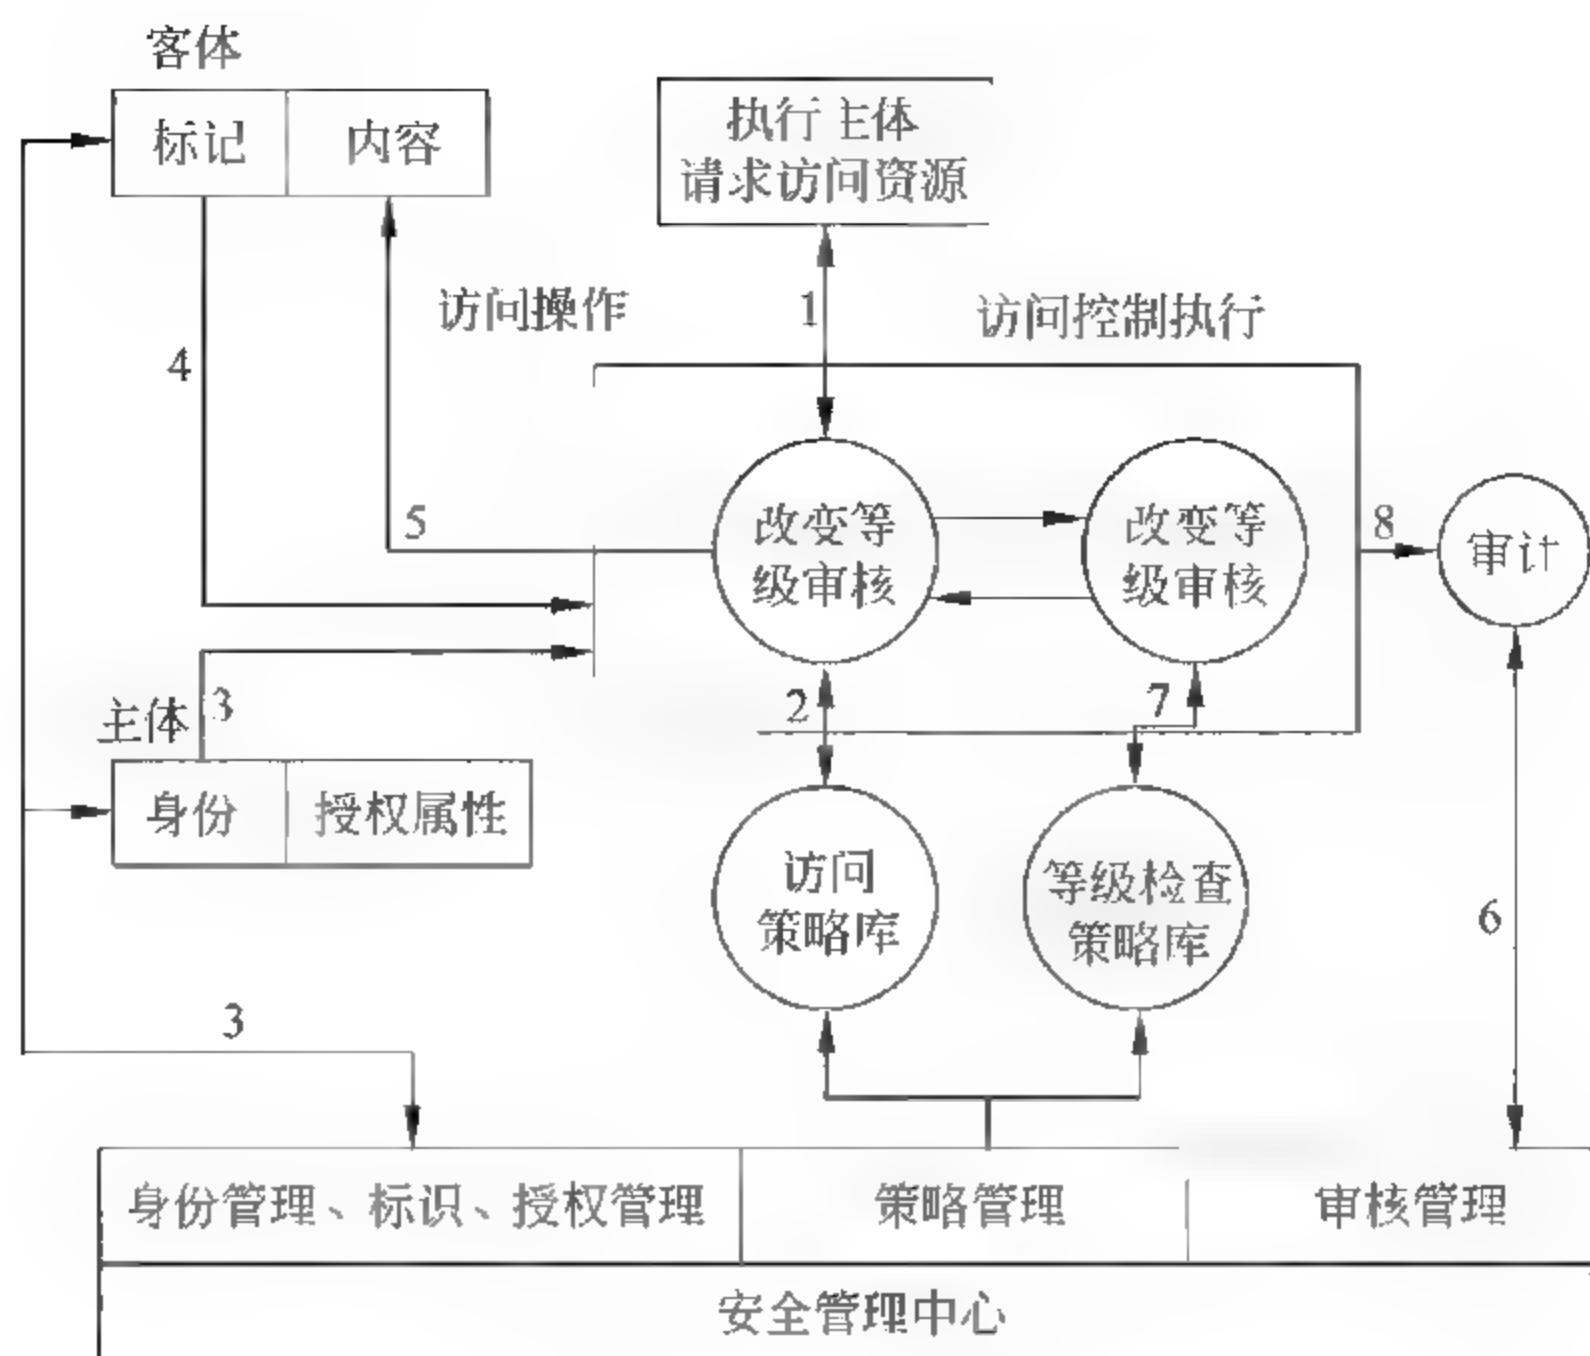 客体
标记
内容
执行主体
请求访问资源
访问操作
1
访问控制执行
4
5
改变等
级审核
改变等
级审核
8
审计
主体
3
2
7
身份
授权属性
访问
策略库
等级检查
策略库
6
3
身份管理、标识、授权管理
策略管理
审核管理
安全管理中心